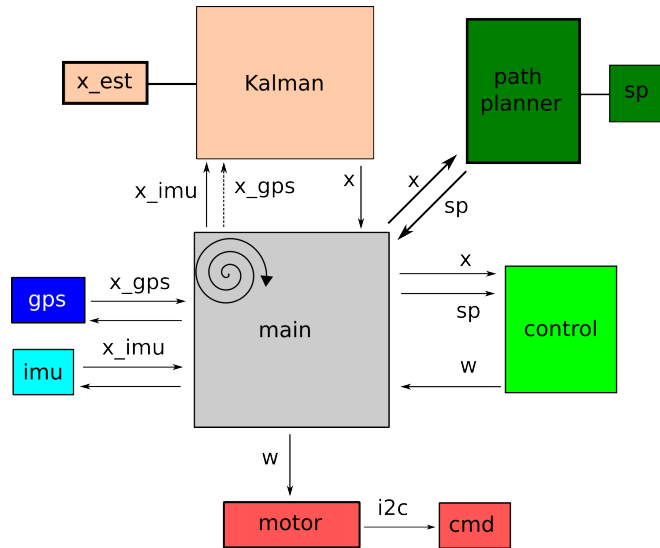 x_est
Kalman
path
planner
sp
x_imu
x_gps
x
x
sp
gps
x_gps
main
x
sp
control
imu
x_imu
w
w
motor
i2c
cmd